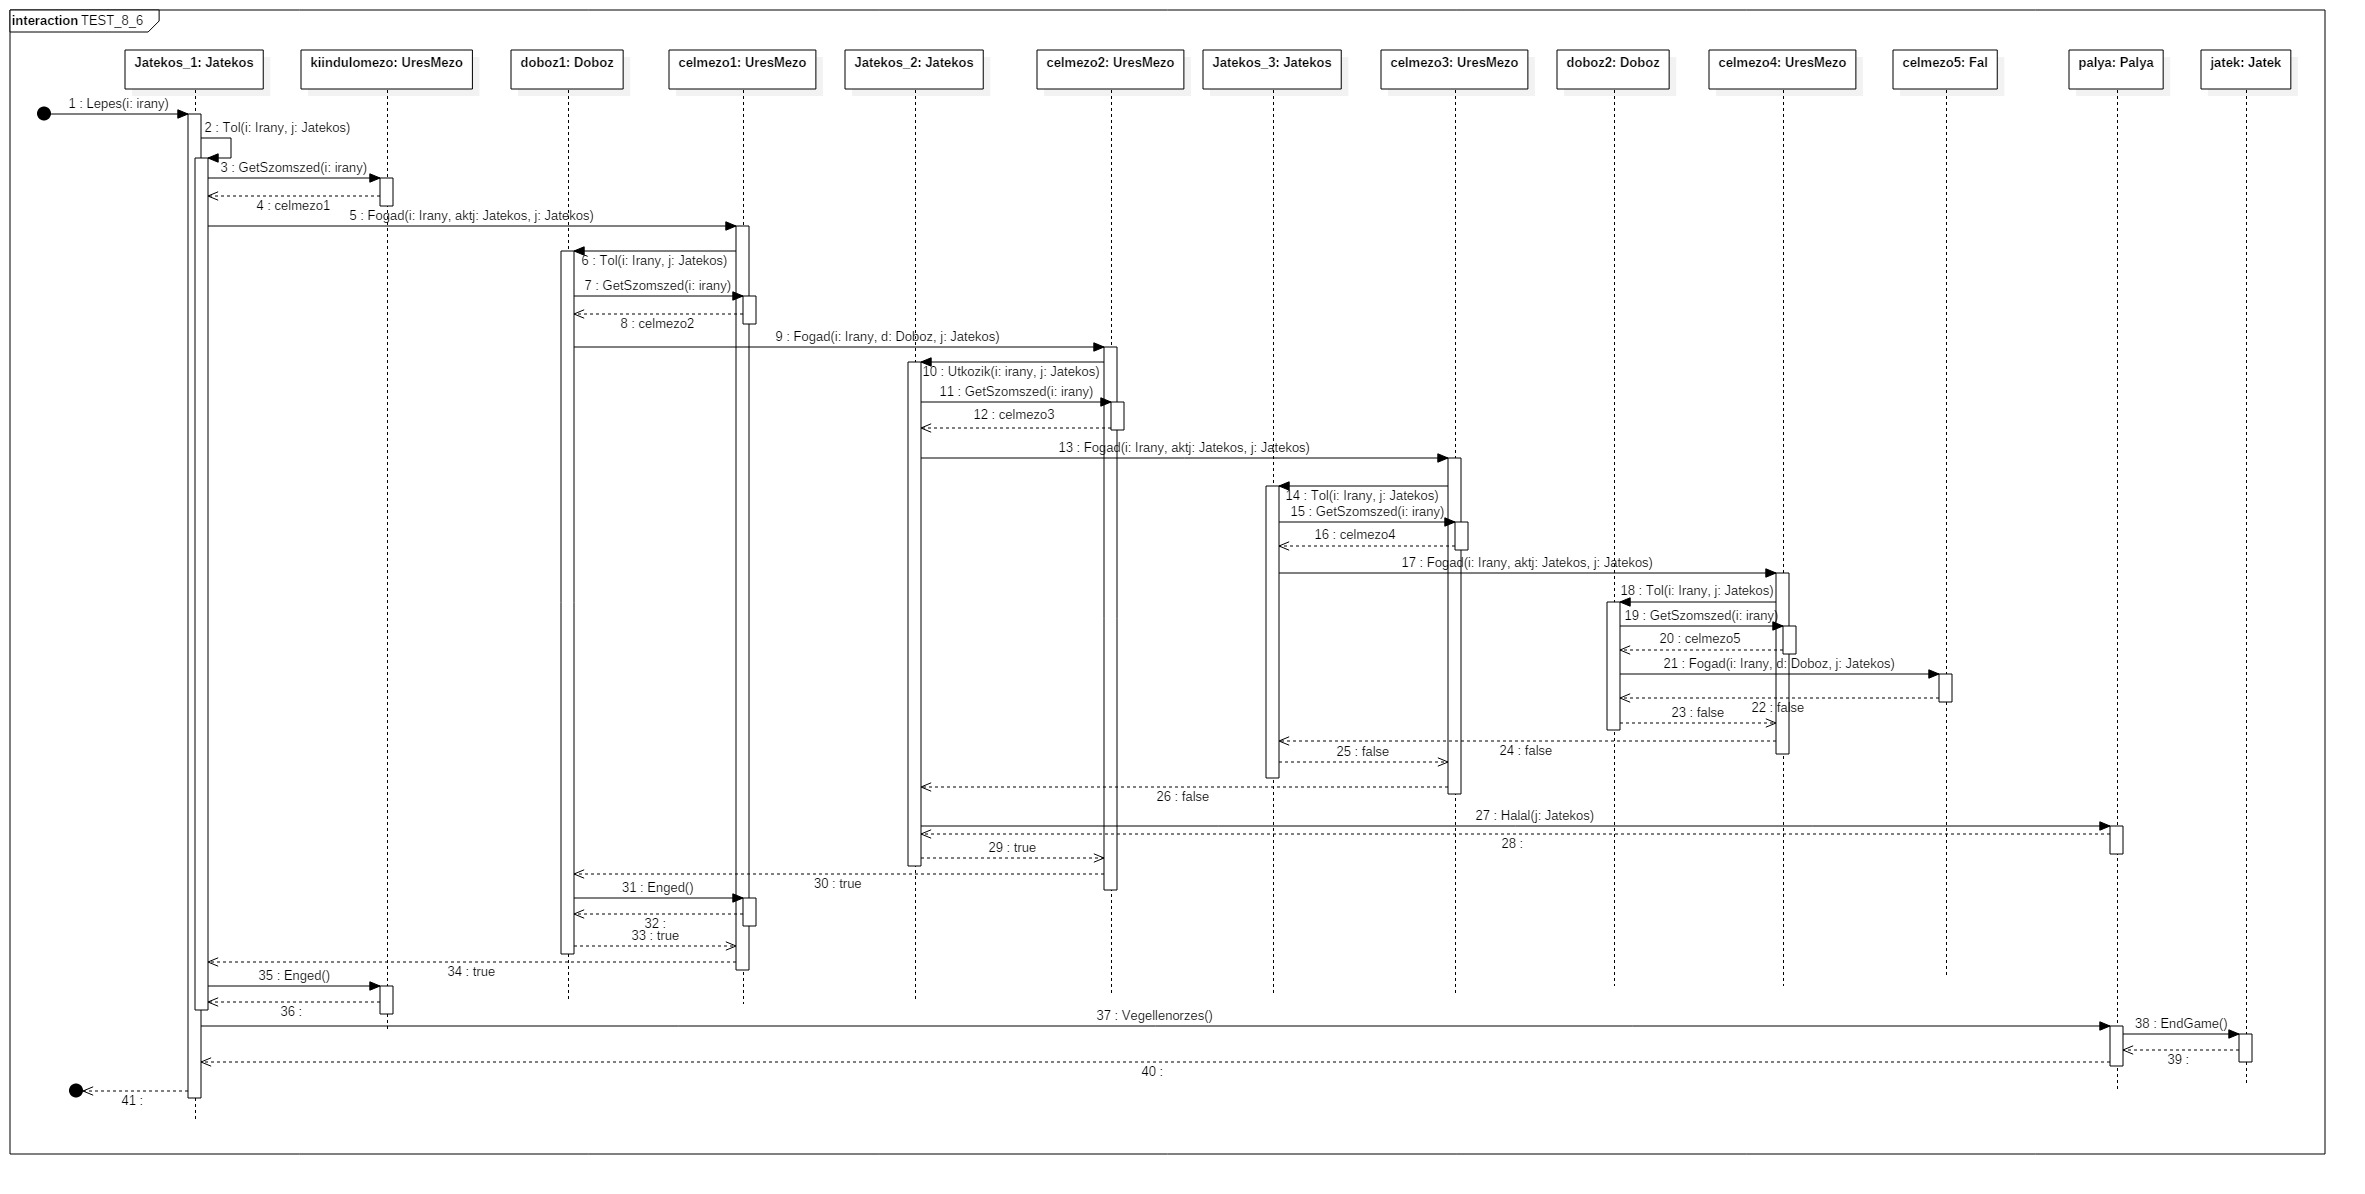 interaction TEST_8_6
Jatekos_1: Jatekos
kiindulomezo: UresMezo
doboz1: Doboz
celmezo1: UresMezo
Jatekos_2: Jatekos
celmezo2: UresMezo
Jatekos_3: Jatekos
celmezo3: UresMezo
doboz2: Doboz
celmezo4: UresMezo
celmezo5: Fal
palya: Palya
jatek: Jatek
1 : Lepes(i: irany)
2 : Tol(i: Irany, j: Jatekos)
3 : GetSzomszed(i: irany)
4 : celmezo1
5 : Fogad(i: Irany, aktj: Jatekos, j: Jatekos)
6 : Tol(i: Irany, j: Jatekos)
7 : GetSzomszed(i: irany)
8 : celmezo2
9 : Fogad(i: Irany, d: Doboz, j: Jatekos)
10 : Utkozik(i: irany, j: Jatekos)
11 : GetSzomszed(i: irany)
12 : celmezo3
13 : Fogad(i: Irany, aktj: Jatekos, j: Jatekos)
14 : Tol(i: Irany, j: Jatekos)
15 : GetSzomszed(i: irany)
16 : celmezo4
17 : Fogad(i: Irany, aktj: Jatekos, j: Jatekos)
18 : Tol(i: Irany, j: Jatekos)
19 : GetSzomszed(i: irany)
20 : celmezo5
21 : Fogad(i: Irany, d: Doboz, j: Jatekos)
22 : false
23 : false
24 : false
25 : false
26 : false
27 : Halal(j: Jatekos)
28 :
29 : true
30 : true
31 : Enged()
32 :
33 : true
34 : true
35 : Enged()
36 :
37 : Vegellenorzes()
38 : EndGame()
39 :
40 :
41 :